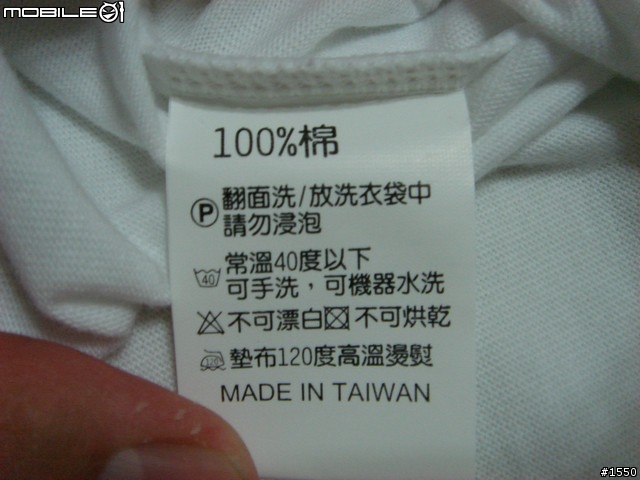 MOBILE01
100%棉
Ⓟ 翻面洗/放洗衣袋中
請勿浸泡
40 常溫40度以下
可手洗，可機器水洗
不可漂白 不可烘乾
墊布120度高溫燙熨
MADE IN TAIWAN
#1550